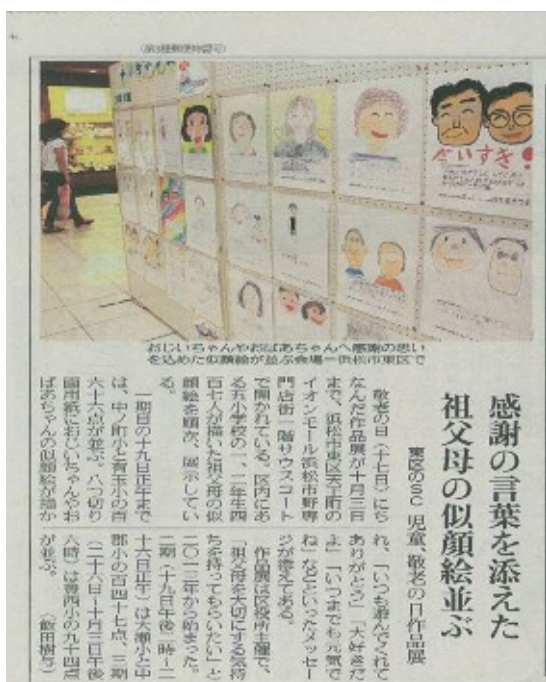 (第3種郵便物認可)
だいすき!
おじいちゃんやおばあちゃんへ感謝の思い
を込めた似顔絵が並ぶ会場=浜松市東区で
感謝の言葉を添えた
祖父母の似顔絵並ぶ
東区のSC 児童、敬老の日作品展
敬老の日(十七日)にち
なんだ作品展が十月三日
まで、浜松市東区天王町の
イオンモール浜松市野専
門店街一階サウスコート
で開かれている。区内にあ
る五小学校の一、二年生四
百七人が描いた祖父母の似
顔絵を順次、展示してい
る。
一期目の十九日正午まで
は、中ノ町小と有玉小の百
六十六点が並ぶ。八つ切り
画用紙におじいちゃんやお
ばあちゃんの似顔絵が描か
れ、「いつも遊んでくれて
ありがとう」「大好きだ
よ」「いつまでも元気で
ね」などといったメッセー
ジが添えてある。
作品展は区役所主催で、
「祖父母を大切にする気持
ちを持ってもらいたい」と
二〇一三年から始まった。
二期(十九日午後二時~二
十六日正午)は大瀬小と中
郡小の百四十七点、三期
(二十六日~十月三日午後
六時)は豊西小の九十四点
が並ぶ。 (飯田樹与)